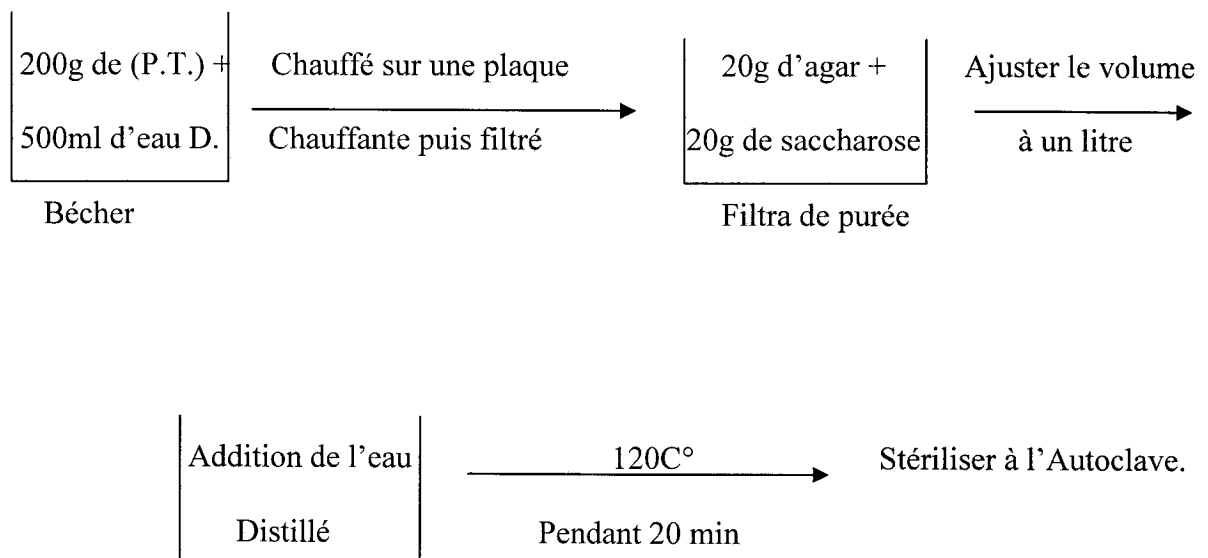 200g de (P.T.) +
500ml d'eau D.
Bécher
Chauffé sur une plaque
Chauffante puis filtré
20g d'agar +
20g de saccharose
Filtra de purée
Ajuster le volume
à un litre
Addition de l'eau
Distillé
120C°
Pendant 20 min
Stériliser à l'Autoclave.